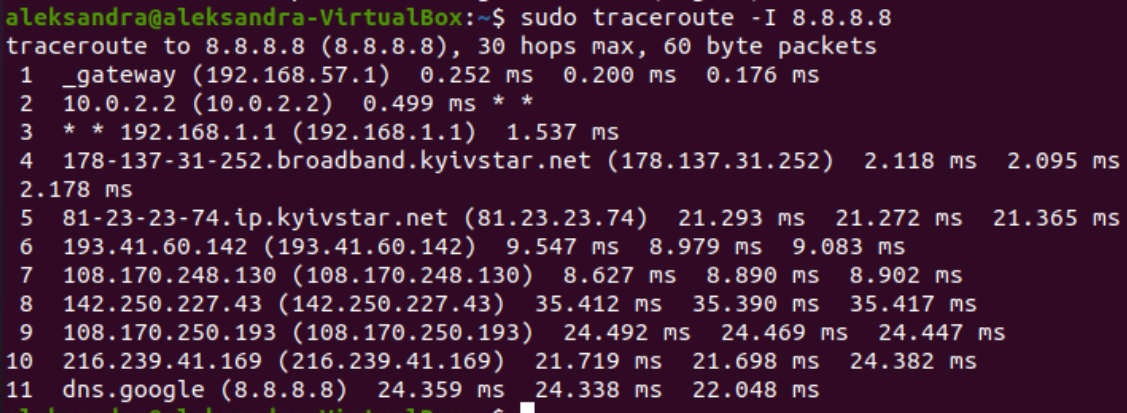 aleksandra@aleksandra-VirtualBox:~$ sudo traceroute -I 8.8.8.8
traceroute to 8.8.8.8 (8.8.8.8), 30 hops max, 60 byte packets
 1  _gateway (192.168.57.1)  0.252 ms  0.200 ms  0.176 ms
 2  10.0.2.2 (10.0.2.2)  0.499 ms * *
 3  * * 192.168.1.1 (192.168.1.1)  1.537 ms
 4  178-137-31-252.broadband.kyivstar.net (178.137.31.252)  2.118 ms  2.095 ms
 2.178 ms
 5  81-23-23-74.ip.kyivstar.net (81.23.23.74)  21.293 ms  21.272 ms  21.365 ms
 6  193.41.60.142 (193.41.60.142)  9.547 ms  8.979 ms  9.083 ms
 7  108.170.248.130 (108.170.248.130)  8.627 ms  8.890 ms  8.902 ms
 8  142.250.227.43 (142.250.227.43)  35.412 ms  35.390 ms  35.417 ms
 9  108.170.250.193 (108.170.250.193)  24.492 ms  24.469 ms  24.447 ms
10  216.239.41.169 (216.239.41.169)  21.719 ms  21.698 ms  24.382 ms
11  dns.google (8.8.8.8)  24.359 ms  24.338 ms  22.048 ms